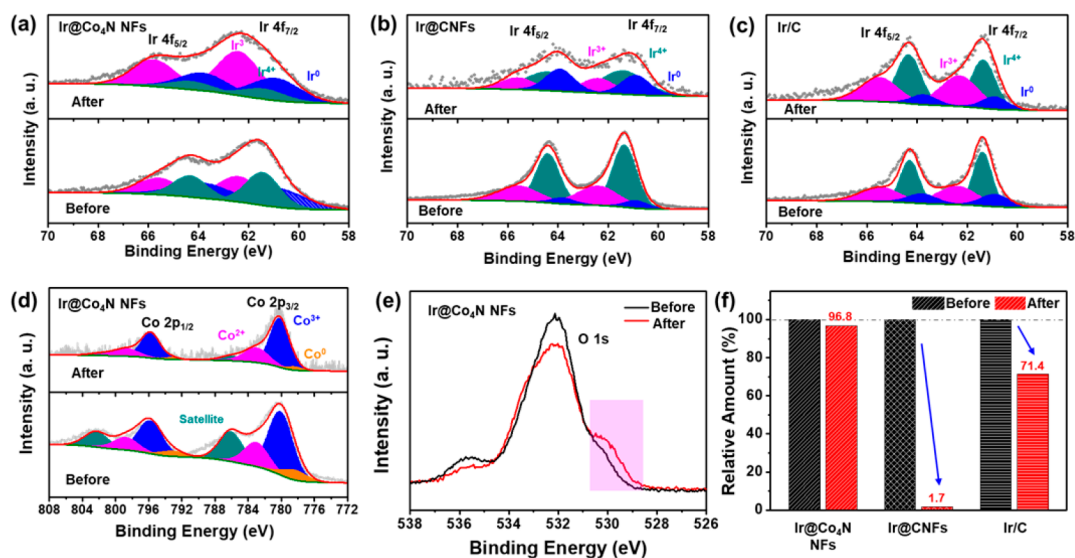 (a) Ir@Co₄N NFs
Ir 4f₅/₂
Ir 4f₇/₂
Ir³
Ir⁴⁺
Ir⁰
After
Before
Intensity (a. u.)
70 68 66 64 62 60 58
Binding Energy (eV)
(b) Ir@CNFs
Ir 4f₅/₂
Ir 4f₇/₂
Ir³⁺
Ir⁴⁺
Ir⁰
After
Before
Intensity (a. u.)
70 68 66 64 62 60 58
Binding Energy (eV)
(c) Ir/C
Ir 4f₅/₂
Ir 4f₇/₂
Ir³⁺
Ir⁴⁺
Ir⁰
After
Before
Intensity (a. u.)
70 68 66 64 62 60 58
Binding Energy (eV)
(d) Ir@Co₄N NFs
Co 2p₁/₂
Co 2p₃/₂
Co³⁺
Co²⁺
Co⁰
After
Satellite
Before
Intensity (a. u.)
808 804 800 796 792 788 784 780 776 772
Binding Energy (eV)
(e) Ir@Co₄N NFs
Before
After
O 1s
Intensity (a. u.)
538 536 534 532 530 528 526
Binding Energy (eV)
(f)
Before After
96.8
71.4
1.7
100
80
60
40
20
0
Relative Amount (%)
Ir@Co₄N Ir@CNFs Ir/C
NFs